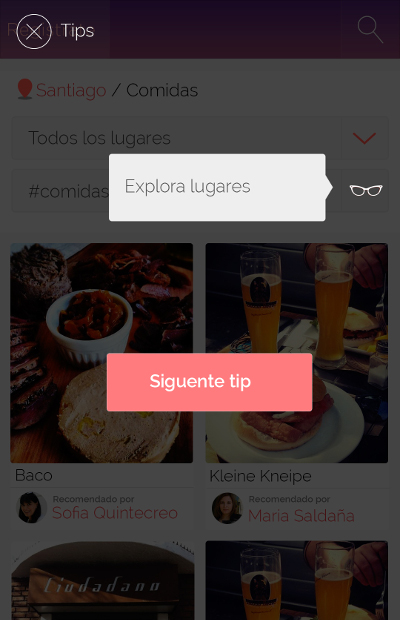 Tips
Santiago / Comidas
Todos los lugares
#comidas
Explora lugares
Siguente tip
Baco
Recomendado por
Sofia Quintecreo
Kleine Kneipe
Recomendado por
Maria Saldaña
Ciudadano